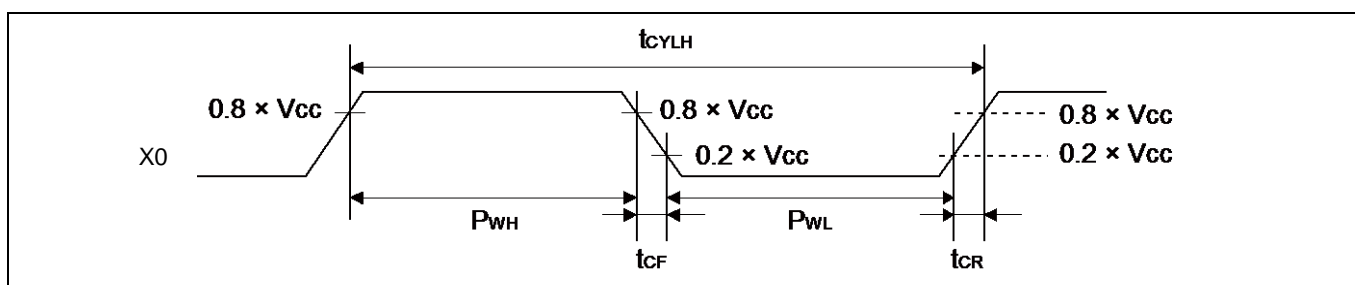 tCYLH
0.8 × Vcc
0.8 × Vcc
0.8 × Vcc
X0
0.2 × Vcc
0.2 × Vcc
PWH
PWL
tCF
tCR